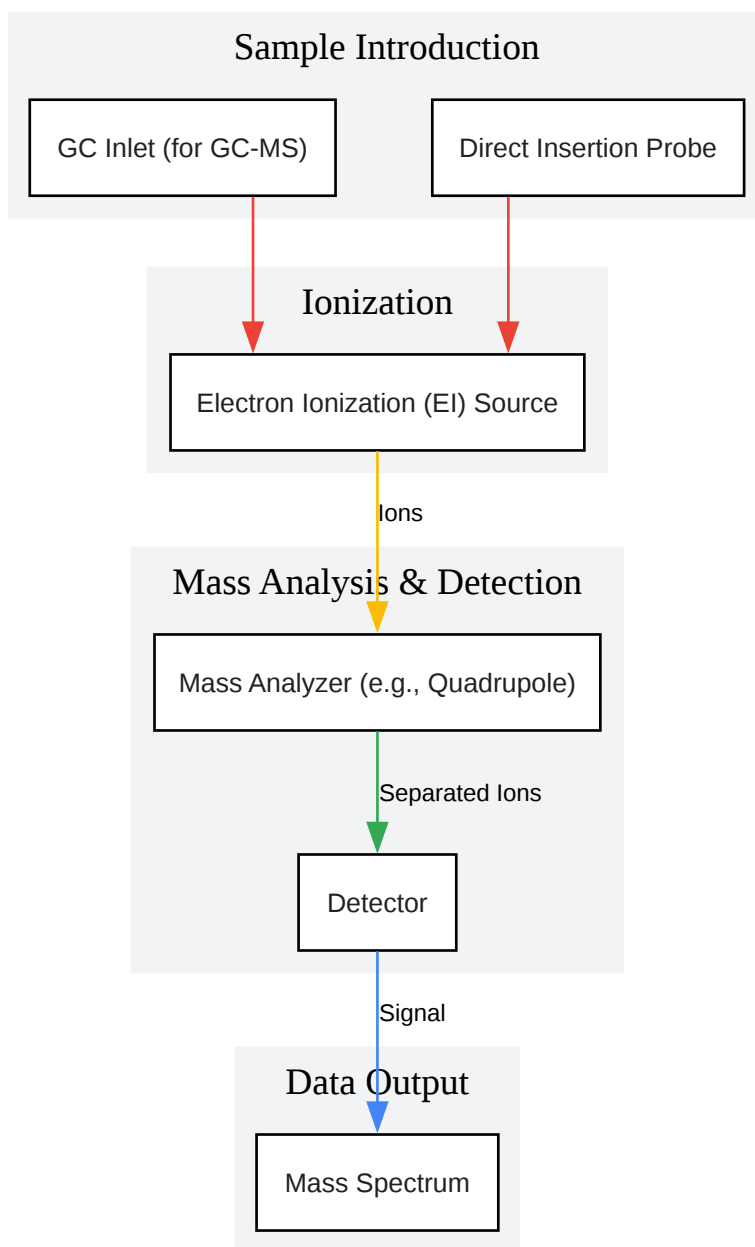 Sample Introduction
GC Inlet (for GC-MS)
Direct Insertion Probe
Ionization
Electron Ionization (EI) Source
Ions
Mass Analysis & Detection
Mass Analyzer (e.g., Quadrupole)
Separated Ions
Detector
Signal
Data Output
Mass Spectrum